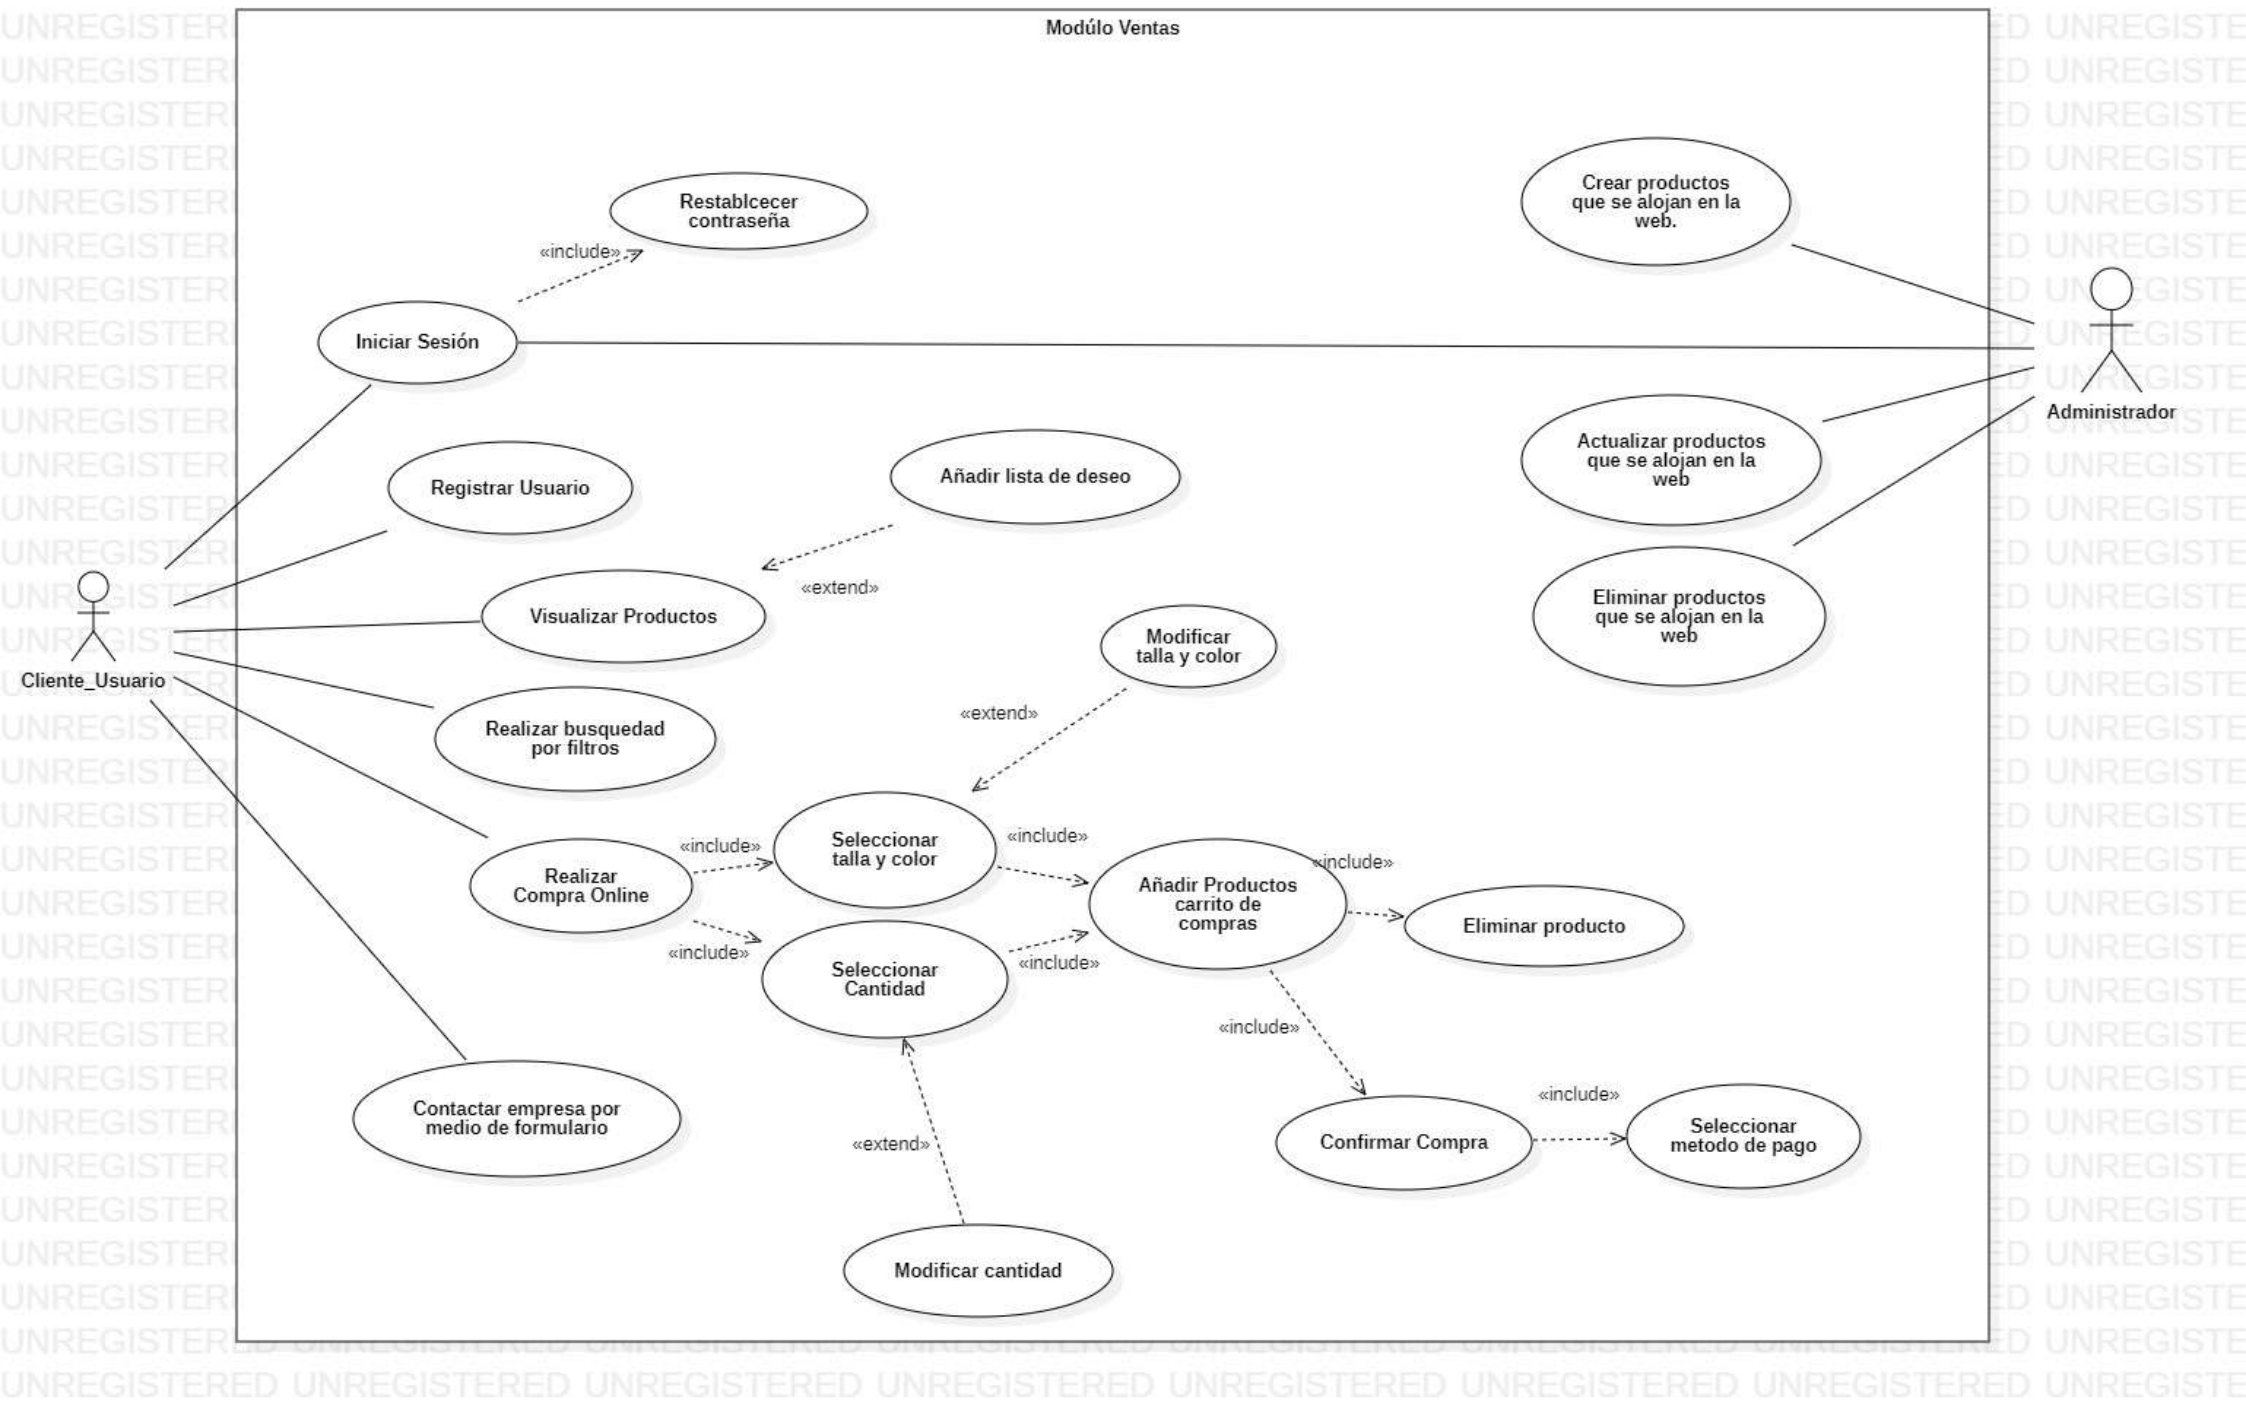 Modúlo Ventas
Restablcecer
contraseña
Crear productos
que se alojan en la
web.
«include»
Iniciar Sesión
Administrador
Registrar Usuario
Añadir lista de deseo
Actualizar productos
que se alojan en la
web
«extend»
Visualizar Productos
Eliminar productos
que se alojan en la
web
Modificar
talla y color
Cliente_Usuario
«extend»
Realizar busquedad
por filtros
«include»
Seleccionar
talla y color
«include»
«include»
Realizar
Compra Online
Añadir Productos
carrito de
compras
Eliminar producto
«include»
Seleccionar
Cantidad
«include»
«include»
Contactar empresa por
medio de formulario
«extend»
«include»
Confirmar Compra
Seleccionar
metodo de pago
Modificar cantidad
UNREGISTERED UNREGISTERED UNREGISTERED UNREGISTERED UNREGISTERED UNREGISTERED UNREGISTERED UNREGISTE